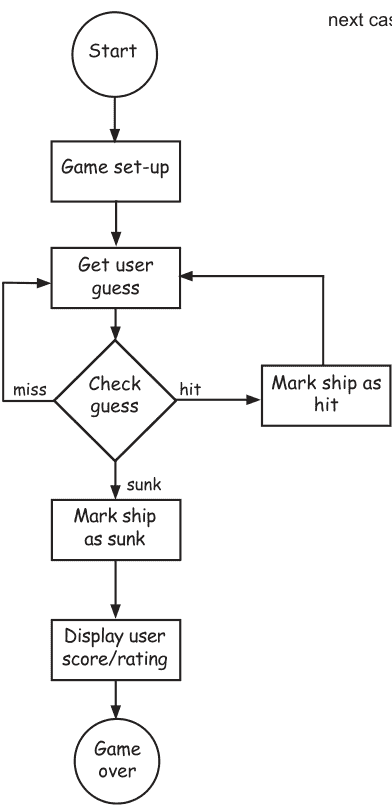 next cas
Start
Game set-up
Get user
guess
miss
Check
guess
hit
Mark ship as
hit
sunk
Mark ship
as sunk
Display user
score/rating
Game
over